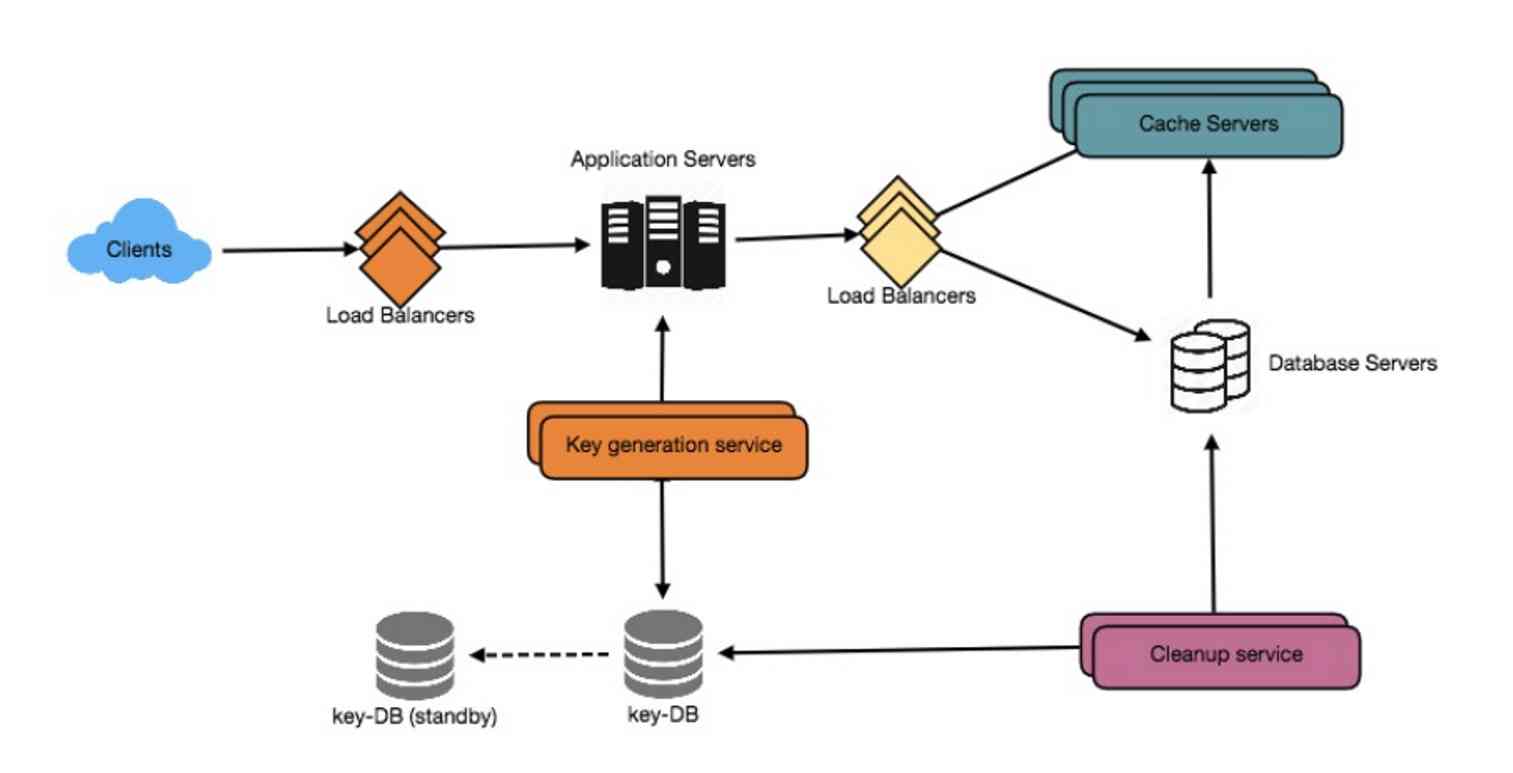 Cache Servers
Application Servers
Clients
Load Balancers
Load Balancers
Database Servers
Key generation service
Cleanup service
key-DB (standby)
key-DB